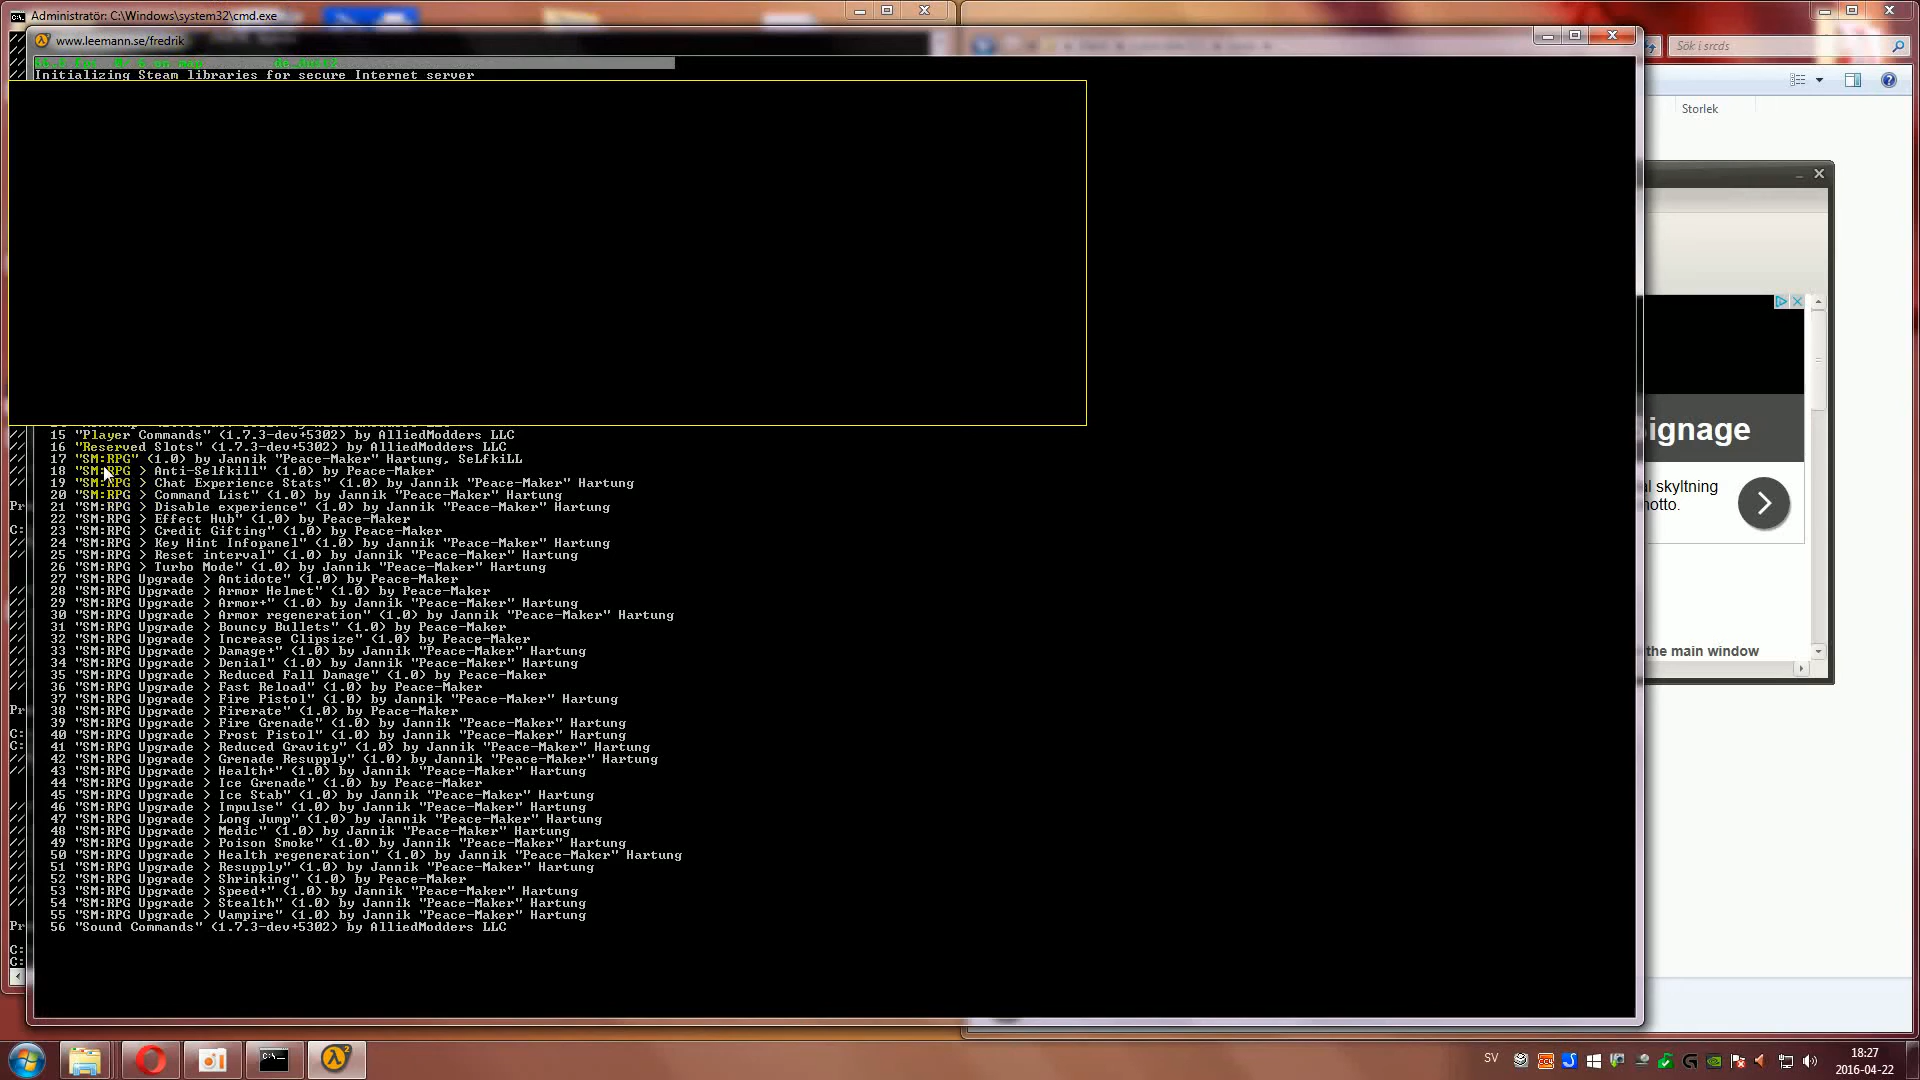 Administratör: C:\Windows\system32\cmd.exe
www.leemann.se/fredrik
Sök i srcds
Initializing Steam libraries for secure Internet server
Storlek
15 "Player Commands" (1.7.3-dev+5302) by AlliedModders LLC
16 "Reserved Slots" (1.7.3-dev+5302) by AlliedModders LLC
17 "SM:RPG" (1.0) by Jannik "Peace-Maker" Hartung, SeLfkiLL
18 "SM:RPG > Anti-Selfkill" (1.0) by Peace-Maker
19 "SM:RPG > Chat Experience Stats" (1.0) by Jannik "Peace-Maker" Hartung
20 "SM:RPG > Command List" (1.0) by Jannik "Peace-Maker" Hartung
21 "SM:RPG > Disable experience" (1.0) by Jannik "Peace-Maker" Hartung
22 "SM:RPG > Effect Hub" (1.0) by Peace-Maker
23 "SM:RPG > Credit Gifting" (1.0) by Peace-Maker
24 "SM:RPG > Key Hint Infopanel" (1.0) by Jannik "Peace-Maker" Hartung
25 "SM:RPG > Reset interval" (1.0) by Jannik "Peace-Maker" Hartung
26 "SM:RPG > Turbo Mode" (1.0) by Jannik "Peace-Maker" Hartung
27 "SM:RPG Upgrade > Antidote" (1.0) by Peace-Maker
28 "SM:RPG Upgrade > Armor Helmet" (1.0) by Peace-Maker
29 "SM:RPG Upgrade > Armor+" (1.0) by Jannik "Peace-Maker" Hartung
30 "SM:RPG Upgrade > Armor regeneration" (1.0) by Jannik "Peace-Maker" Hartung
31 "SM:RPG Upgrade > Bouncy Bullets" (1.0) by Peace-Maker
32 "SM:RPG Upgrade > Increase Clipsize" (1.0) by Peace-Maker
33 "SM:RPG Upgrade > Damage+" (1.0) by Jannik "Peace-Maker" Hartung
34 "SM:RPG Upgrade > Denial" (1.0) by Jannik "Peace-Maker" Hartung
35 "SM:RPG Upgrade > Reduced Fall Damage" (1.0) by Peace-Maker
36 "SM:RPG Upgrade > Fast Reload" (1.0) by Peace-Maker
37 "SM:RPG Upgrade > Fire Pistol" (1.0) by Jannik "Peace-Maker" Hartung
38 "SM:RPG Upgrade > Firerate" (1.0) by Peace-Maker
39 "SM:RPG Upgrade > Fire Grenade" (1.0) by Jannik "Peace-Maker" Hartung
40 "SM:RPG Upgrade > Frost Pistol" (1.0) by Jannik "Peace-Maker" Hartung
41 "SM:RPG Upgrade > Reduced Gravity" (1.0) by Jannik "Peace-Maker" Hartung
42 "SM:RPG Upgrade > Grenade Resupply" (1.0) by Jannik "Peace-Maker" Hartung
43 "SM:RPG Upgrade > Health+" (1.0) by Jannik "Peace-Maker" Hartung
44 "SM:RPG Upgrade > Ice Grenade" (1.0) by Peace-Maker
45 "SM:RPG Upgrade > Ice Stab" (1.0) by Jannik "Peace-Maker" Hartung
46 "SM:RPG Upgrade > Impulse" (1.0) by Jannik "Peace-Maker" Hartung
47 "SM:RPG Upgrade > Long Jump" (1.0) by Jannik "Peace-Maker" Hartung
48 "SM:RPG Upgrade > Medic" (1.0) by Jannik "Peace-Maker" Hartung
49 "SM:RPG Upgrade > Poison Smoke" (1.0) by Jannik "Peace-Maker" Hartung
50 "SM:RPG Upgrade > Health regeneration" (1.0) by Jannik "Peace-Maker" Hartung
51 "SM:RPG Upgrade > Resupply" (1.0) by Jannik "Peace-Maker" Hartung
52 "SM:RPG Upgrade > Shrinking" (1.0) by Peace-Maker
53 "SM:RPG Upgrade > Speed+" (1.0) by Jannik "Peace-Maker" Hartung
54 "SM:RPG Upgrade > Stealth" (1.0) by Jannik "Peace-Maker" Hartung
55 "SM:RPG Upgrade > Vampire" (1.0) by Jannik "Peace-Maker" Hartung
56 "Sound Commands" (1.7.3-dev+5302) by AlliedModders LLC
ignage
al skyltning
notto.
the main window
SV
18:27
2016-04-22